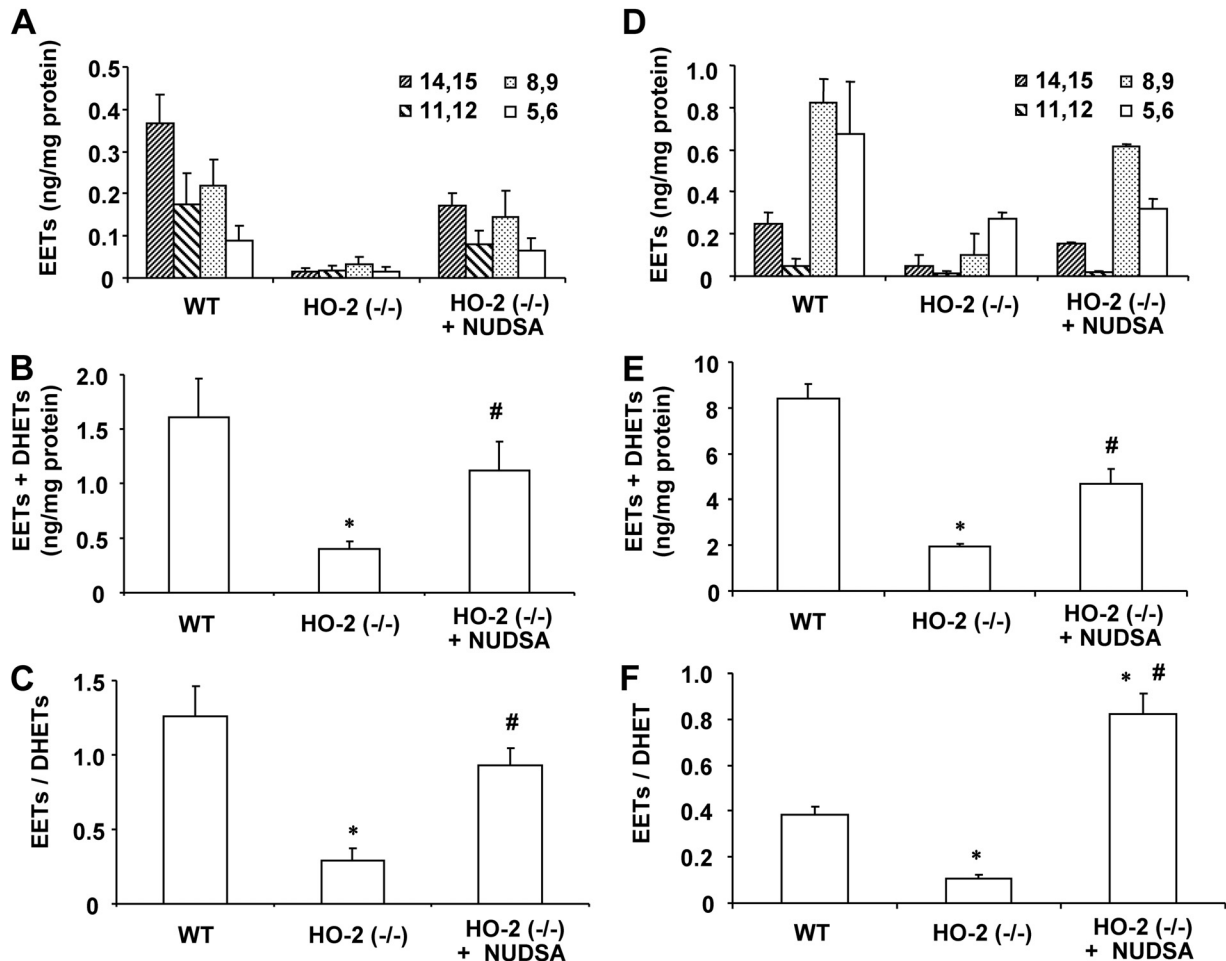 A
EETs (ng/mg protein)
0.5
0.4
0.3
0.2
0.1
0
14,15
8,9
11,12
5,6
WT
HO-2 (-/-)
HO-2 (-/-)
+ NUDSA
B
EETs + DHETs
(ng/mg protein)
2.0
1.5
1.0
0.5
0
*
#
WT
HO-2 (-/-)
HO-2 (-/-)
+ NUDSA
C
EETs / DHETs
1.5
1.0
0.5
0
*
#
WT
HO-2 (-/-)
HO-2 (-/-)
+ NUDSA
D
EETs (ng/mg protein)
1.0
0.8
0.6
0.4
0.2
0
14,15
8,9
11,12
5,6
WT
HO-2 (-/-)
HO-2 (-/-)
+ NUDSA
E
EETs + DHETs
(ng/mg protein)
10
8
6
4
2
0
*
#
WT
HO-2 (-/-)
HO-2 (-/-)
+ NUDSA
F
EETs / DHET
1.0
0.8
0.6
0.4
0.2
0
*
* #
WT
HO-2 (-/-)
HO-2 (-/-)
+ NUDSA